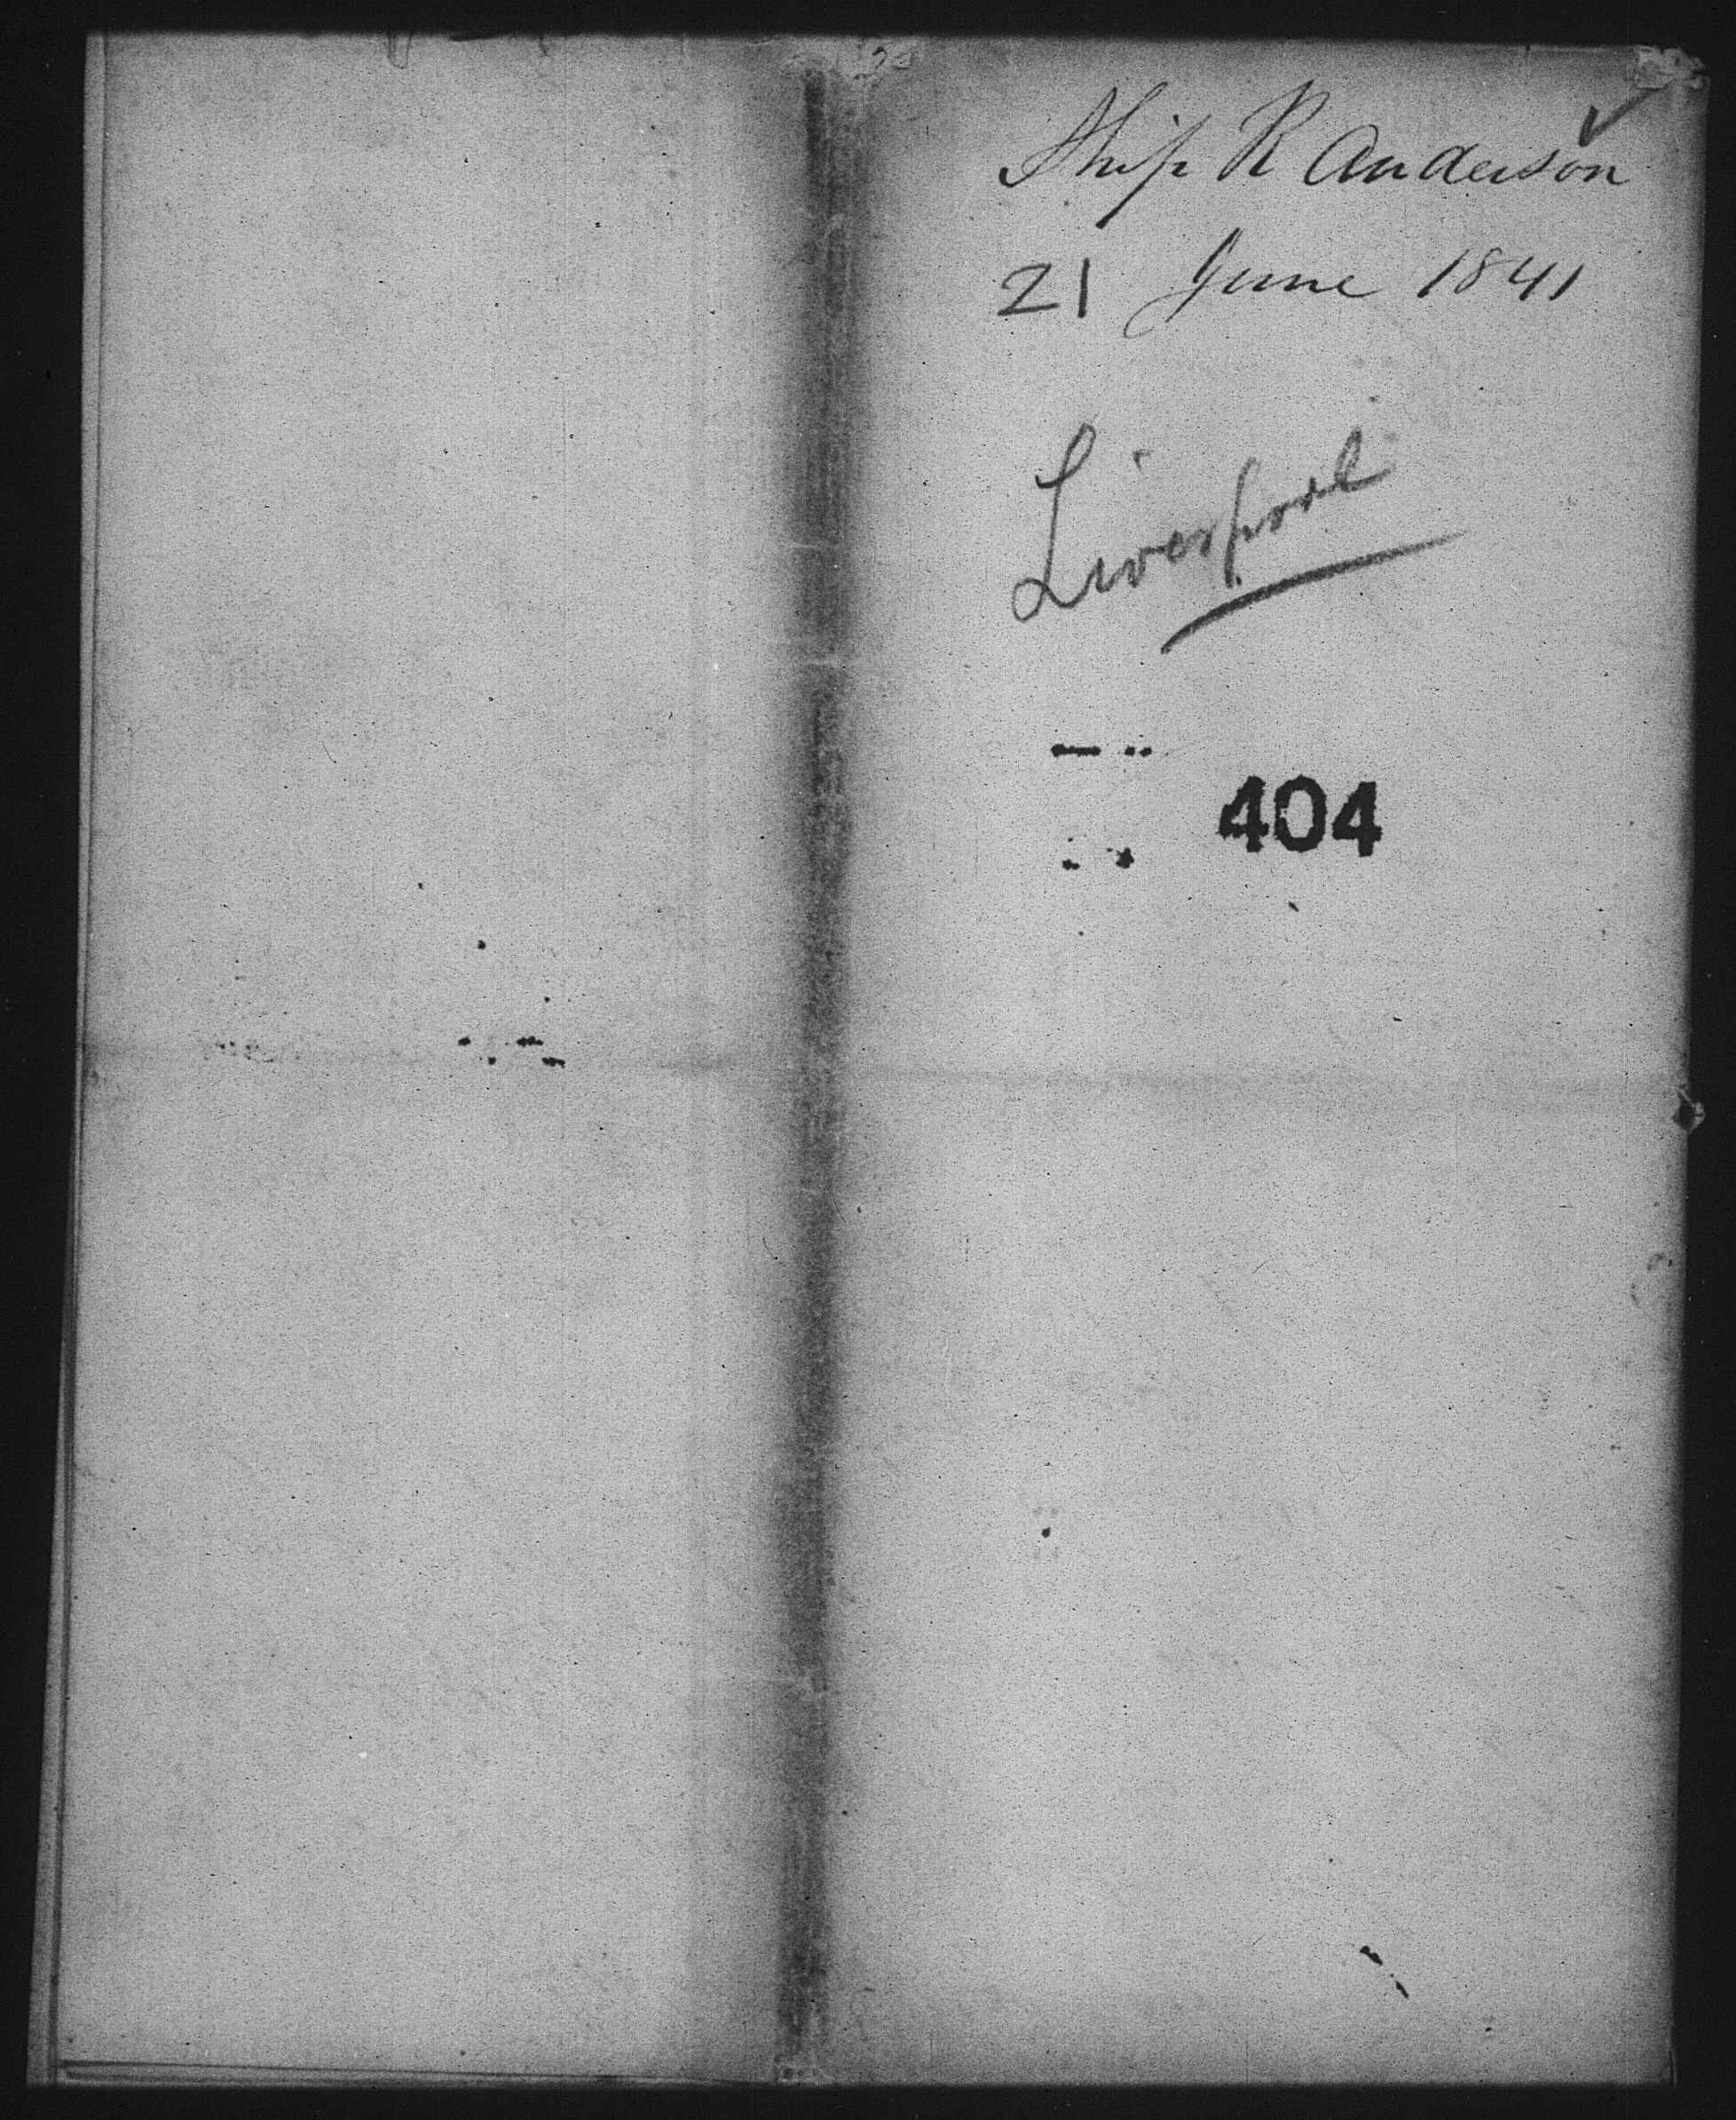 Ship R Anderson
21 June 1841
Liverpool
404